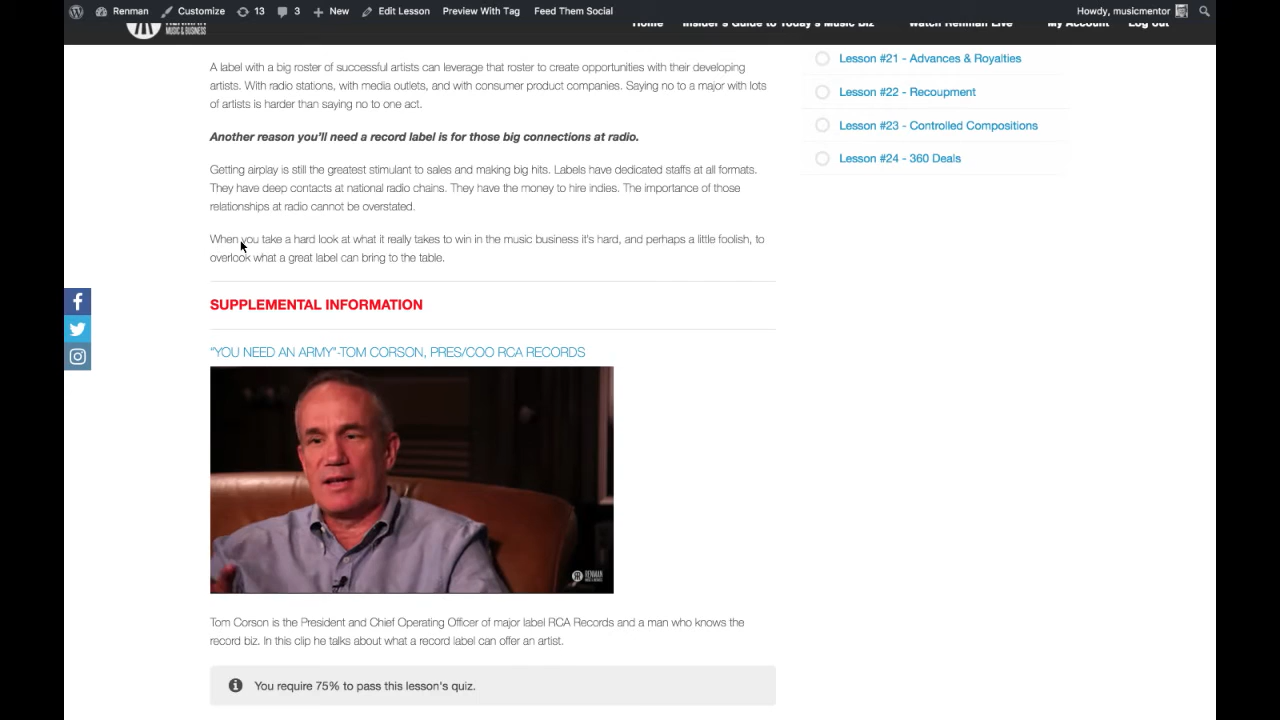 Renman Customize 13 3 New Edit Lesson Preview With Tag Feed Them Social Howdy, musicmentor
RENMAN
MUSIC & BUSINESS
Home Insider's Guide to Today's Music Biz Watch Renman Live My Account Log out
A label with a big roster of successful artists can leverage that roster to create opportunities with their developing
artists. With radio stations, with media outlets, and with consumer product companies. Saying no to a major with lots
of artists is harder than saying no to one act.
Another reason you'll need a record label is for those big connections at radio.
Getting airplay is still the greatest stimulant to sales and making big hits. Labels have dedicated staffs at all formats.
They have deep contacts at national radio chains. They have the money to hire indies. The importance of those
relationships at radio cannot be overstated.
When you take a hard look at what it really takes to win in the music business it's hard, and perhaps a little foolish, to
overlook what a great label can bring to the table.
SUPPLEMENTAL INFORMATION
"YOU NEED AN ARMY"-TOM CORSON, PRES/COO RCA RECORDS
RENMAN
MUSIC & BUSINESS
Tom Corson is the President and Chief Operating Officer of major label RCA Records and a man who knows the
record biz. In this clip he talks about what a record label can offer an artist.
You require 75% to pass this lesson's quiz.
Lesson #21 - Advances & Royalties
Lesson #22 - Recoupment
Lesson #23 - Controlled Compositions
Lesson #24 - 360 Deals